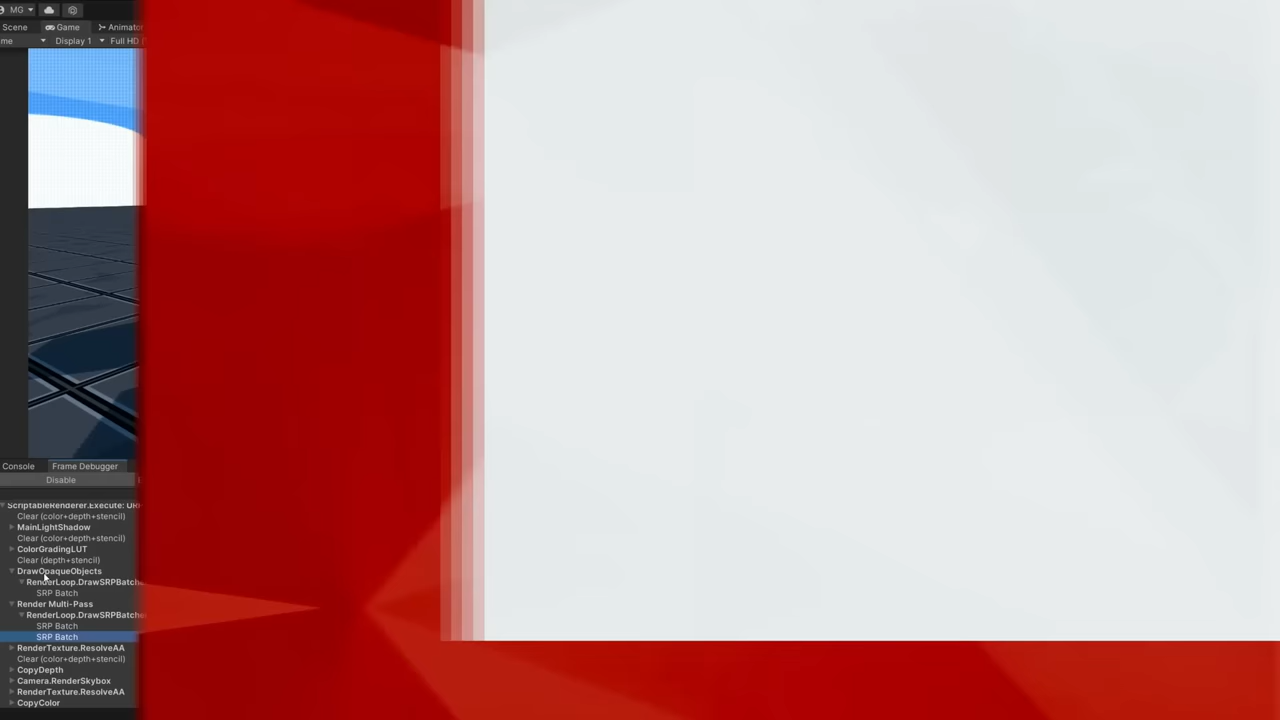 MG
Scene Game Animator
me Display 1 Full HD (
Console Frame Debugger
Disable
ScriptableRenderer.Execute: UR
Clear (color+depth+stencil)
MainLightShadow
Clear (color+depth+stencil)
ColorGradingLUT
Clear (depth+stencil)
DrawOpaqueObjects
RenderLoop.DrawSRPBatche
SRP Batch
Render Multi-Pass
RenderLoop.DrawSRPBatche
SRP Batch
SRP Batch
RenderTexture.ResolveAA
Clear (color+depth+stencil)
CopyDepth
Camera.RenderSkybox
RenderTexture.ResolveAA
CopyColor